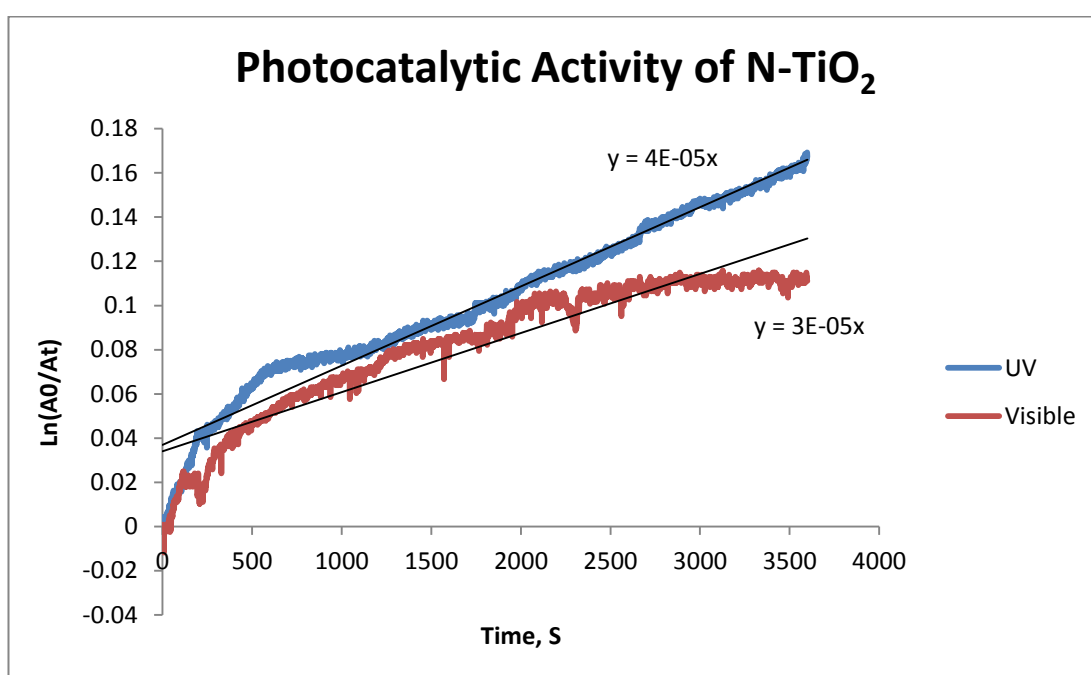 Photocatalytic Activity of N-TiO₂
0.18
0.16
0.14
0.12
0.1
0.08
0.06
0.04
0.02
0
-0.02
-0.04
Ln(A0/At)
y = 4E-05x
y = 3E-05x
UV
Visible
0 500 1000 1500 2000 2500 3000 3500 4000
Time, S